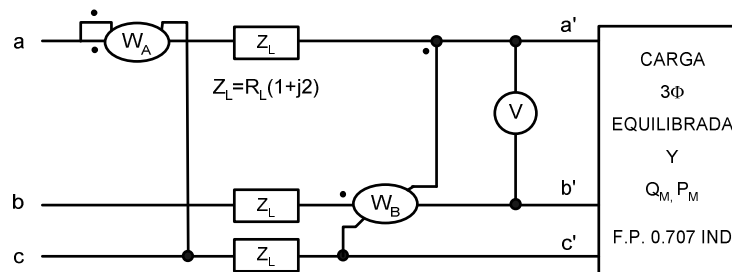 a
W_A
Z_L
a'
Z_L=R_L(1+j2)
V
b
Z_L
W_B
b'
c
Z_L
c'
CARGA
3Φ
EQUILIBRADA
Y
Q_M, P_M
F.P. 0.707 IND